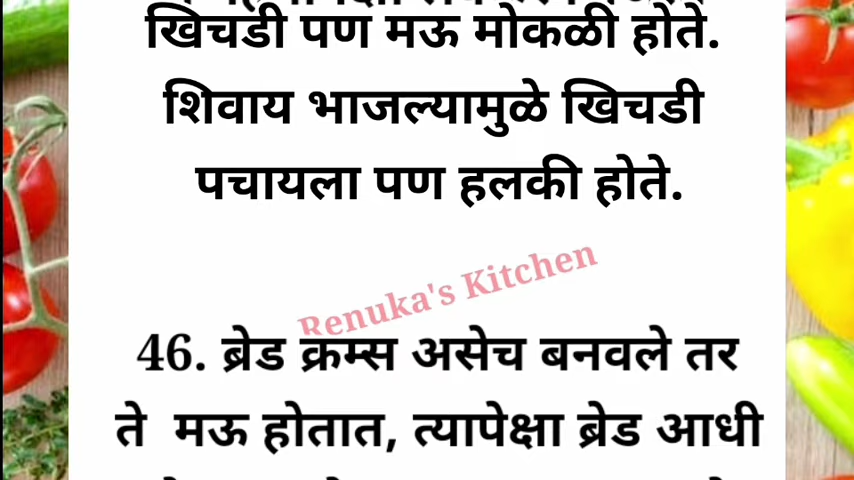 खिचडी पण मऊ मोकळी होते.
शिवाय भाजल्यामुळे खिचडी
पचायला पण हलकी होते.
Renuka's Kitchen
46. ब्रेड क्रम्स असेच बनवले तर
ते मऊ होतात, त्यापेक्षा ब्रेड आधी